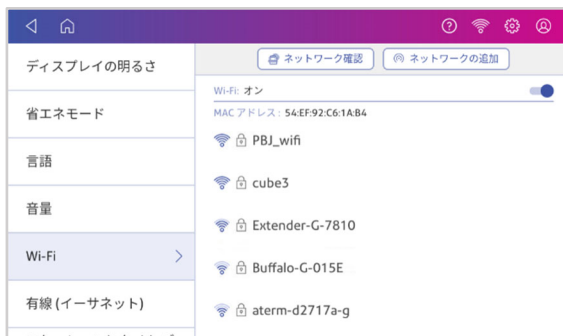 ディスプレイの明るさ
省エネモード
言語
音量
Wi-Fi
有線 (イーサネット)
ネットワーク確認
ネットワークの追加
Wi-Fi: オン
MAC アドレス: 54:EF:92:C6:1A:B4
PBJ_wifi
cube3
Extender-G-7810
Buffalo-G-015E
aterm-d2717a-g